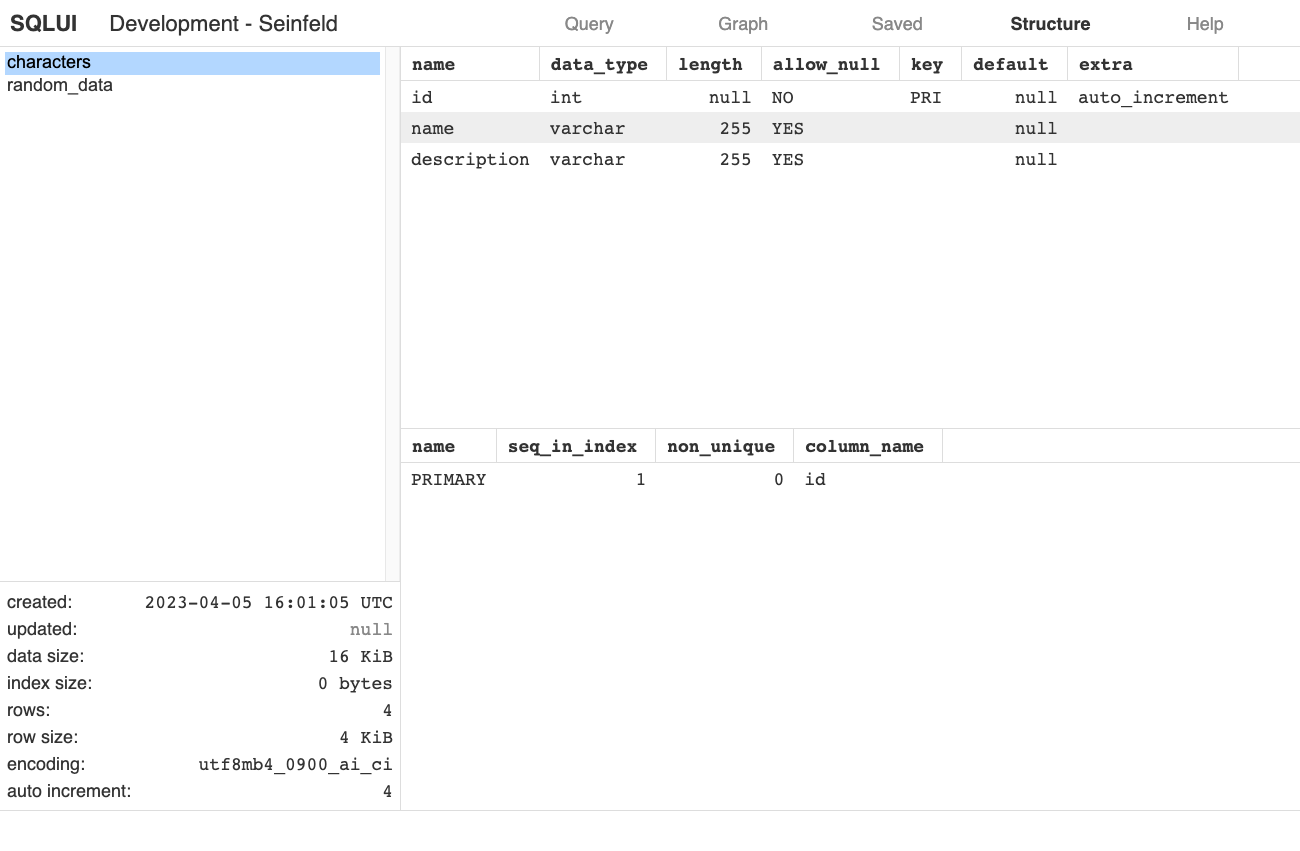 SQLUI Development - Seinfeld Query Graph Saved Structure Help
characters
random_data
name data_type length allow_null key default extra
id int null NO PRI null auto_increment
name varchar 255 YES null
description varchar 255 YES null
name seq_in_index non_unique column_name
PRIMARY 1 0 id
created: 2023-04-05 16:01:05 UTC
updated: null
data size: 16 KiB
index size: 0 bytes
rows: 4
row size: 4 KiB
encoding: utf8mb4_0900_ai_ci
auto increment: 4